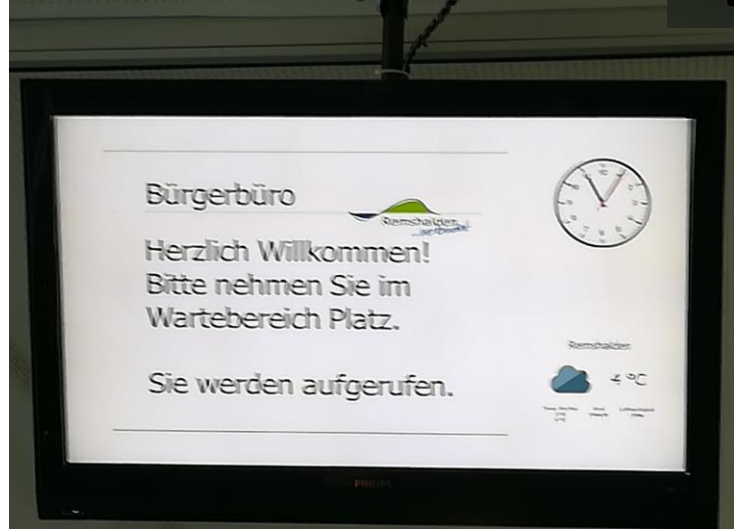 Bürgerbüro
Remshalden
Herzlich Willkommen!
Bitte nehmen Sie im
Wartebereich Platz.
Sie werden aufgerufen.
Remshalden
4 °C
PHILIPS